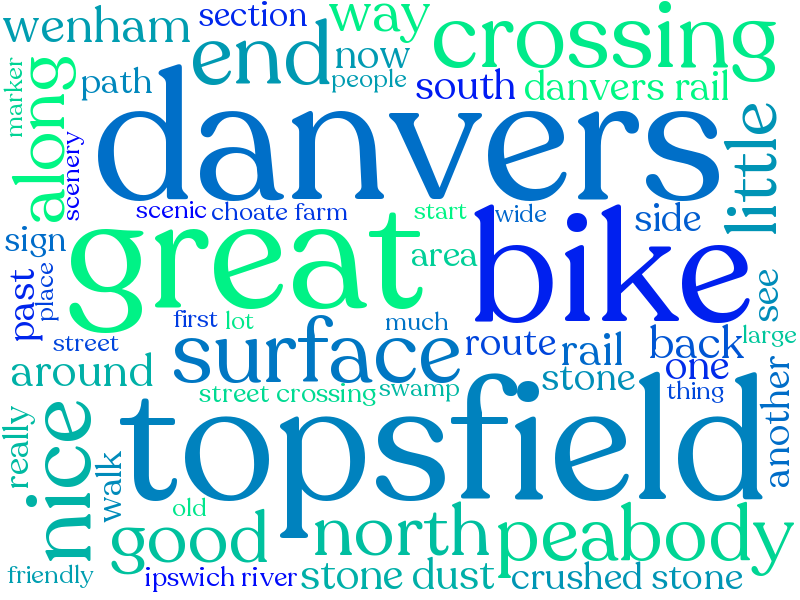 wenham
section
way
crossing
path
end
now
people
south
danvers rail
marker
along
scenery
danvers
little
scenic
choate farm
start
wide
side
sign
great
area
bike
past
place
see
first
lot
much
street
surface
route
rail
back
large
around
stone
one
thing
street crossing
swamp
another
really
nice
walk
topsfield
old
good
north
peabody
friendly
ipswich river
stone dust
crushed stone